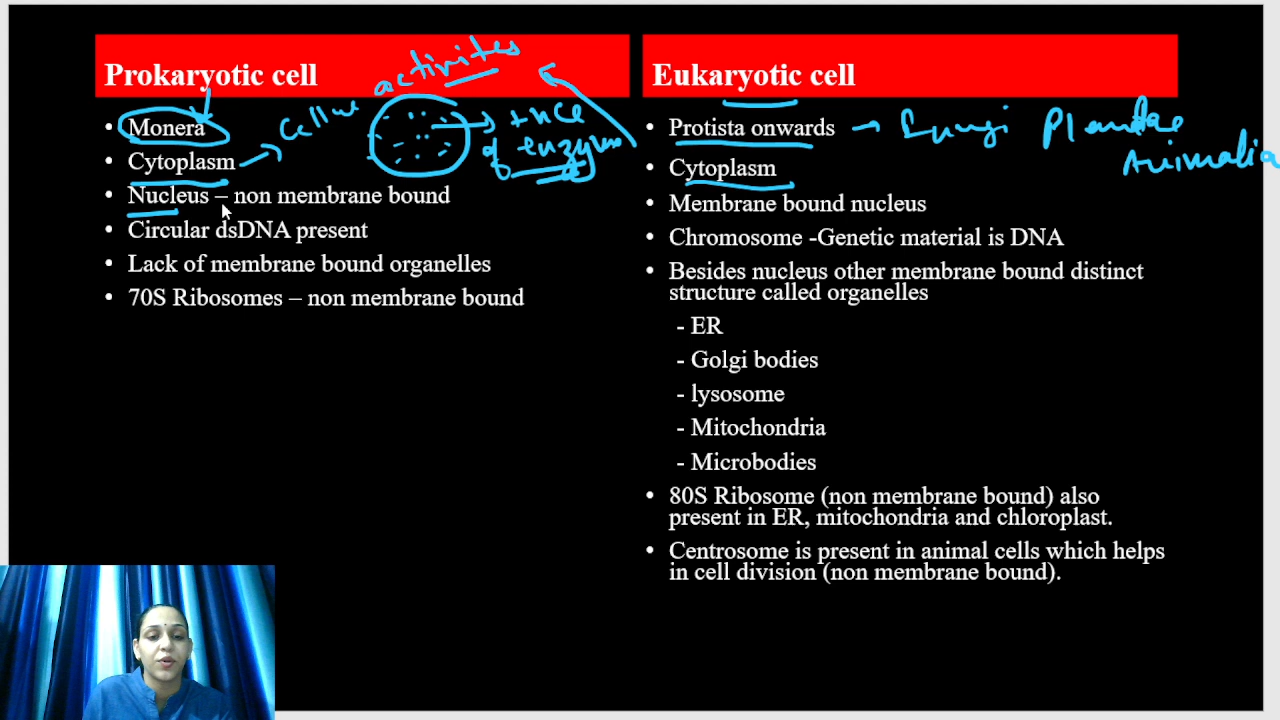 Prokaryotic cell
• Monera
• Cytoplasm
• Nucleus – non membrane bound
• Circular dsDNA present
• Lack of membrane bound organelles
• 70S Ribosomes – non membrane bound
activites
of enzymes
Eukaryotic cell
• Protista onwards → Fungi Plantae
Animalia
• Cytoplasm
• Membrane bound nucleus
• Chromosome -Genetic material is DNA
• Besides nucleus other membrane bound distinct
structure called organelles
- ER
- Golgi bodies
- lysosome
- Mitochondria
- Microbodies
• 80S Ribosome (non membrane bound) also
present in ER, mitochondria and chloroplast.
• Centrosome is present in animal cells which helps
in cell division (non membrane bound).